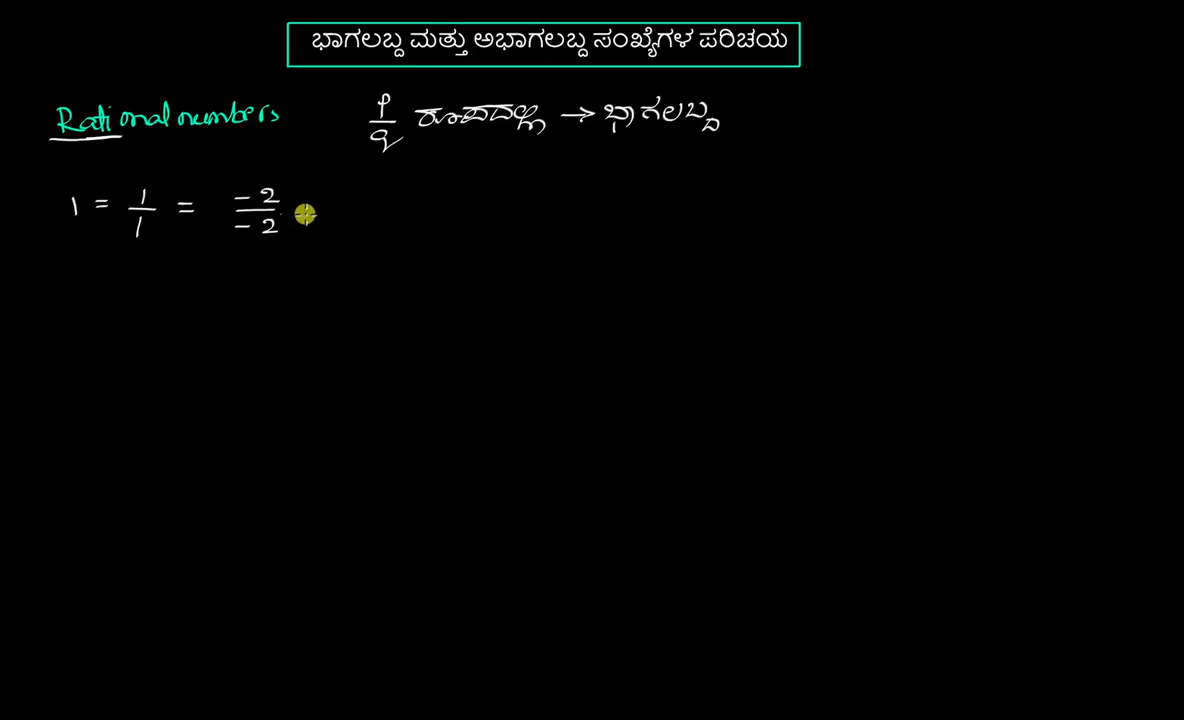 ಭಾಗಲಬ್ದ ಮತ್ತು ಅಭಾಗಲಬ್ದ ಸಂಖ್ಯೆಗಳ ಪರಿಚಯ
Rational numbers p/q ರೂಪದಲ್ಲಿ → ಭಾಗಲಬ್ದ
1 = 1/1 = -2/-2